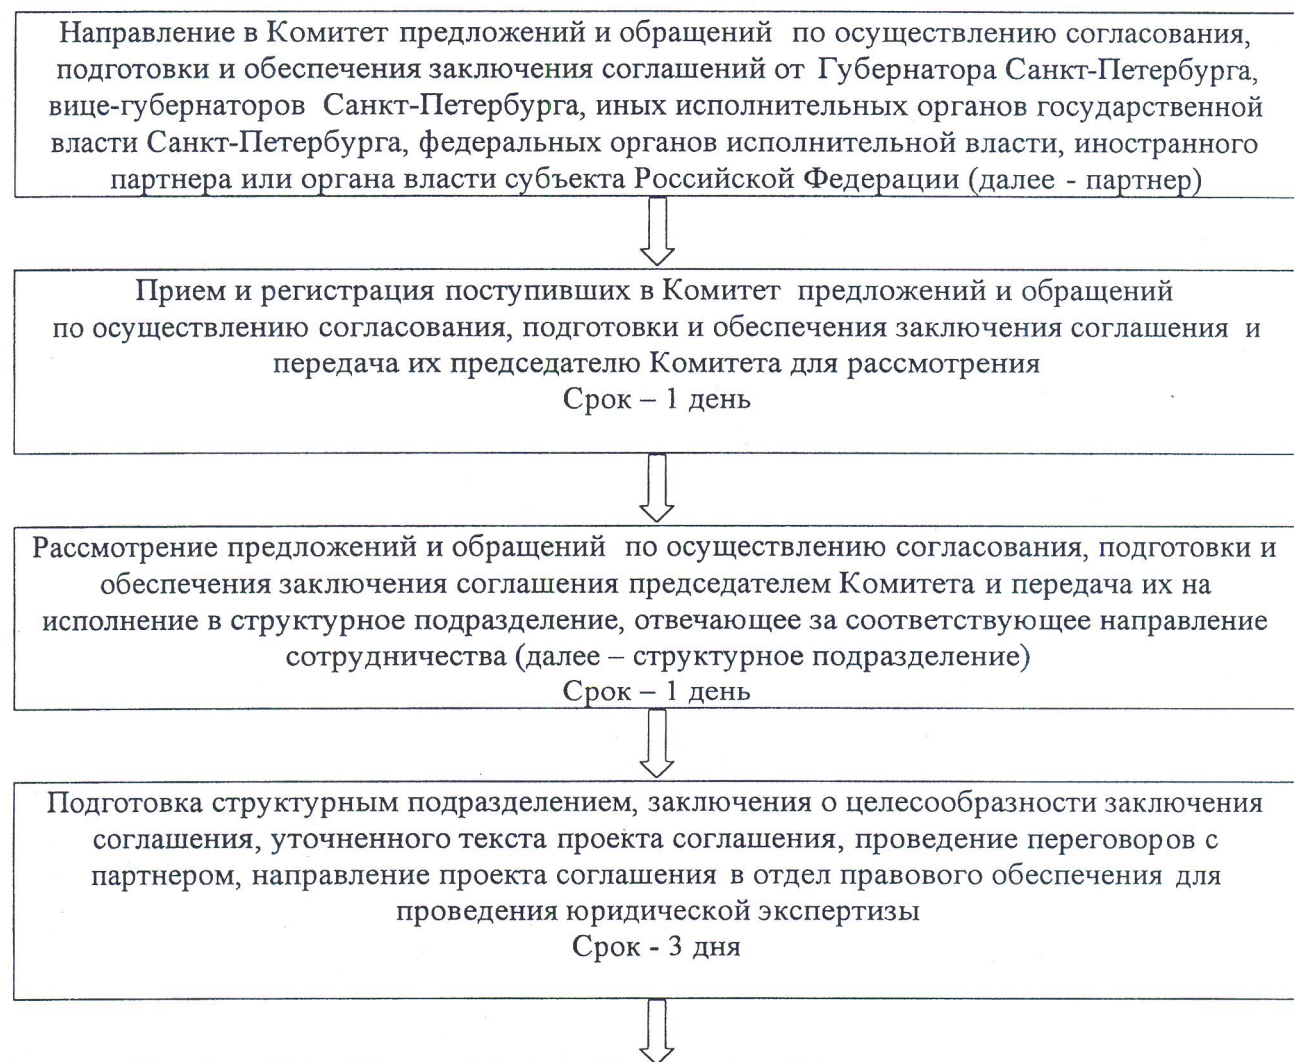 Направление в Комитет предложений и обращений по осуществлению согласования,
подготовки и обеспечения заключения соглашений от Губернатора Санкт-Петербурга,
вице-губернаторов Санкт-Петербурга, иных исполнительных органов государственной
власти Санкт-Петербурга, федеральных органов исполнительной власти, иностранного
партнера или органа власти субъекта Российской Федерации (далее - партнер)
Прием и регистрация поступивших в Комитет предложений и обращений
по осуществлению согласования, подготовки и обеспечения заключения соглашения и
передача их председателю Комитета для рассмотрения
Срок – 1 день
Рассмотрение предложений и обращений по осуществлению согласования, подготовки и
обеспечения заключения соглашения председателем Комитета и передача их на
исполнение в структурное подразделение, отвечающее за соответствующее направление
сотрудничества (далее – структурное подразделение)
Срок – 1 день
Подготовка структурным подразделением, заключения о целесообразности заключения
соглашения, уточненного текста проекта соглашения, проведение переговоров с
партнером, направление проекта соглашения в отдел правового обеспечения для
проведения юридической экспертизы
Срок - 3 дня